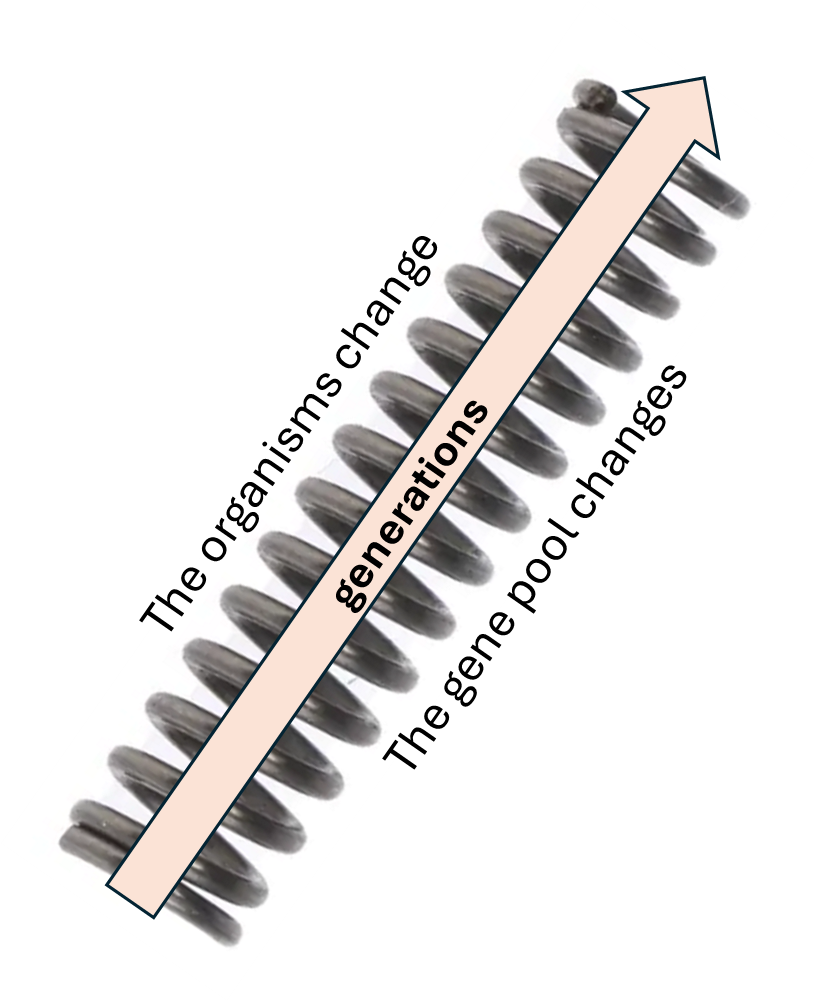 The organisms change
generations
The gene pool changes